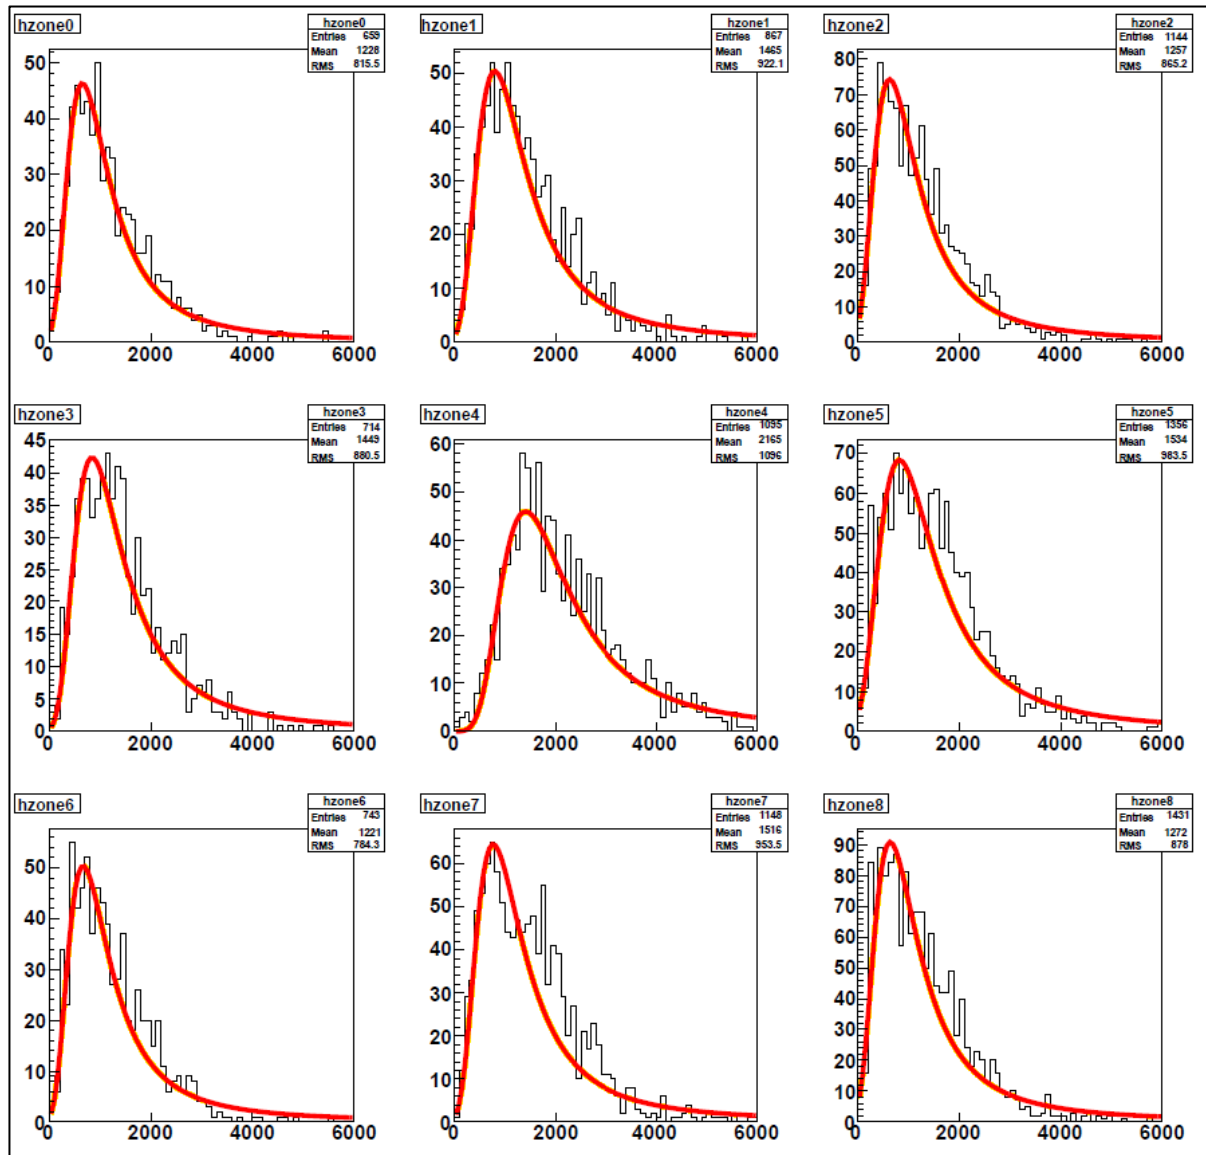 hzone0
hzone0
Entries 659
Mean 1228
RMS 815.5
50
40
30
20
10
0
0 2000 4000 6000
hzone1
hzone1
Entries 867
Mean 1465
RMS 922.1
50
40
30
20
10
0
0 2000 4000 6000
hzone2
hzone2
Entries 1144
Mean 1257
RMS 865.2
80
70
60
50
40
30
20
10
0
0 2000 4000 6000
hzone3
hzone3
Entries 714
Mean 1449
RMS 880.5
45
40
35
30
25
20
15
10
5
0
0 2000 4000 6000
hzone4
hzone4
Entries 1095
Mean 2165
RMS 1096
60
50
40
30
20
10
0
0 2000 4000 6000
hzone5
hzone5
Entries 1356
Mean 1534
RMS 983.5
70
60
50
40
30
20
10
0
0 2000 4000 6000
hzone6
hzone6
Entries 743
Mean 1221
RMS 784.3
50
40
30
20
10
0
0 2000 4000 6000
hzone7
hzone7
Entries 1148
Mean 1516
RMS 953.5
60
50
40
30
20
10
0
0 2000 4000 6000
hzone8
hzone8
Entries 1431
Mean 1272
RMS 878
90
80
70
60
50
40
30
20
10
0
0 2000 4000 6000